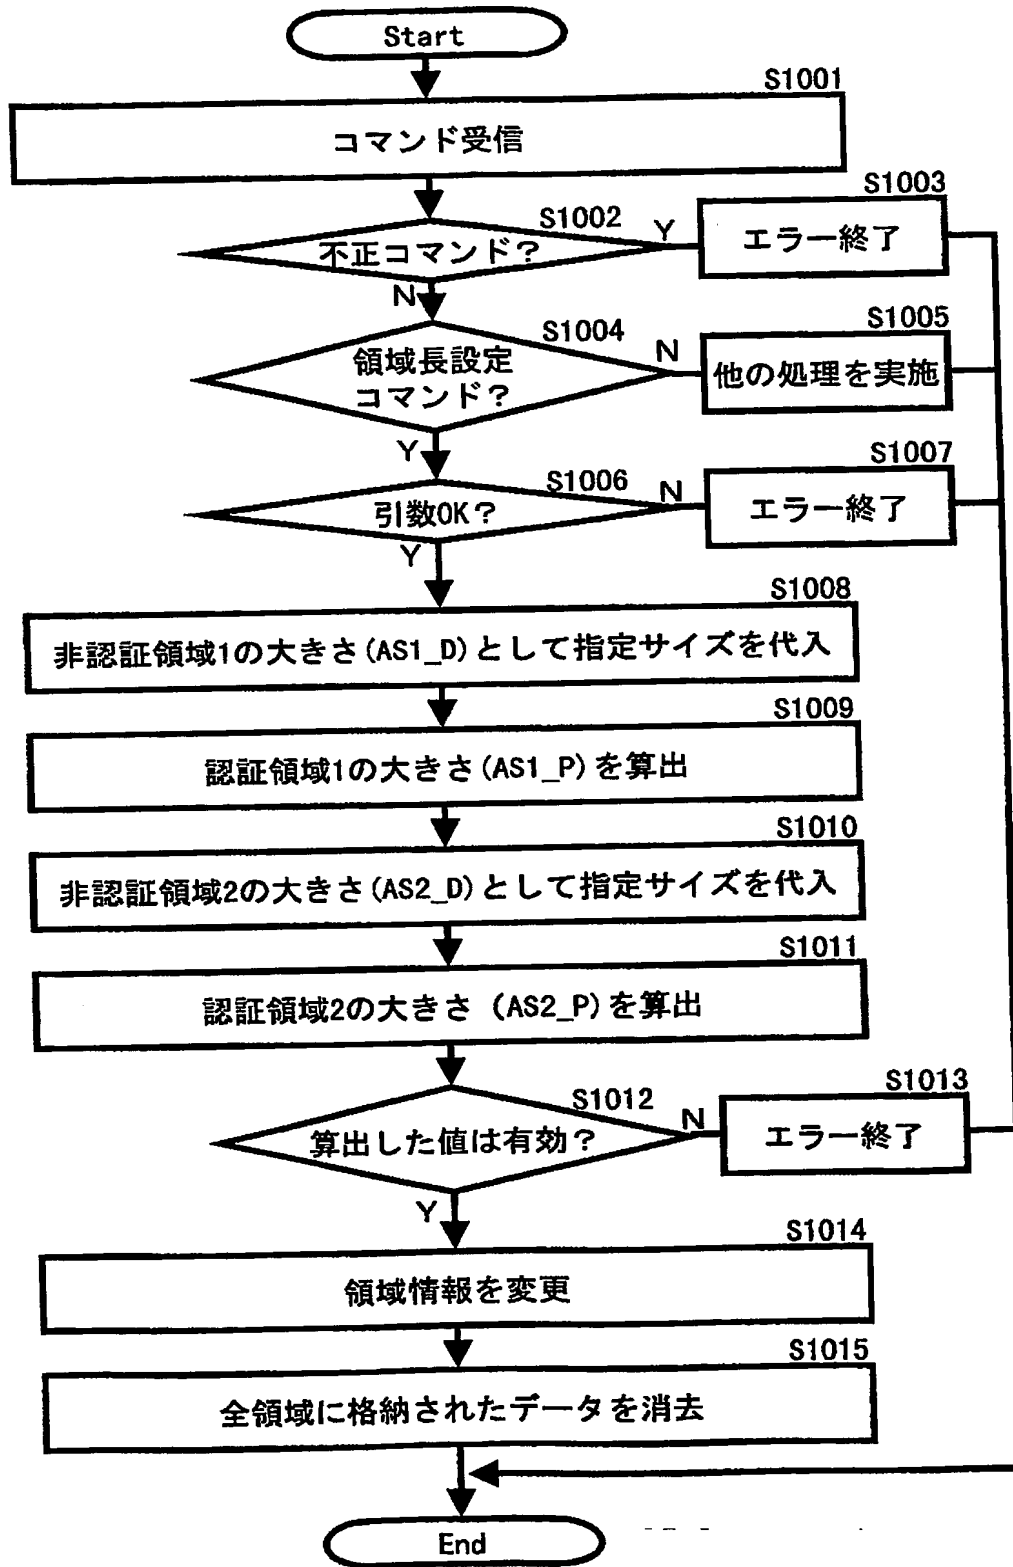 Start
S1001
コマンド受信
S1002
不正コマンド?
Y
S1003
エラー終了
N
S1004
領域長設定
コマンド?
N
S1005
他の処理を実施
Y
S1006
引数OK?
N
S1007
エラー終了
Y
S1008
非認証領域1の大きさ(AS1_D)として指定サイズを代入
S1009
認証領域1の大きさ(AS1_P)を算出
S1010
非認証領域2の大きさ(AS2_D)として指定サイズを代入
S1011
認証領域2の大きさ (AS2_P)を算出
S1012
算出した値は有効?
N
S1013
エラー終了
Y
S1014
領域情報を変更
S1015
全領域に格納されたデータを消去
End